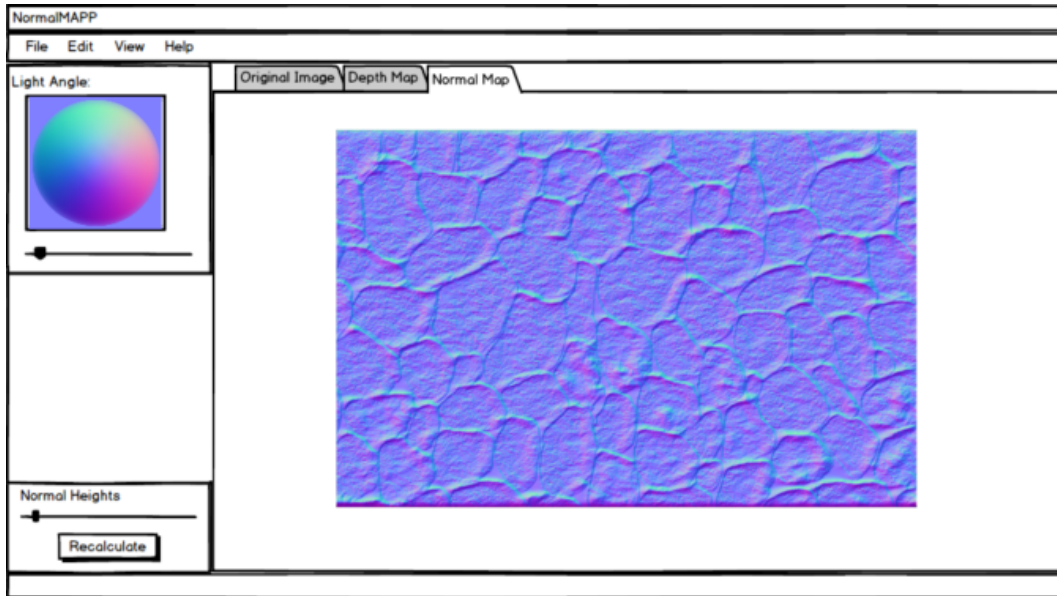 NormalMAPP
File Edit View Help
Light Angle:
Original Image Depth Map Normal Map
Normal Heights
Recalculate